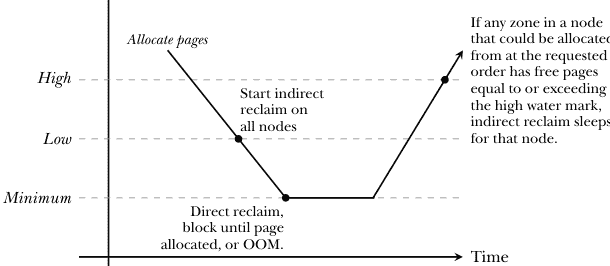 Allocate pages
If any zone in a node
that could be allocated
from at the requested
order has free pages
equal to or exceeding
the high water mark,
indirect reclaim sleeps
for that node.
High
Start indirect
reclaim on
all nodes
Low
Minimum
Direct reclaim,
block until page
allocated, or OOM.
Time